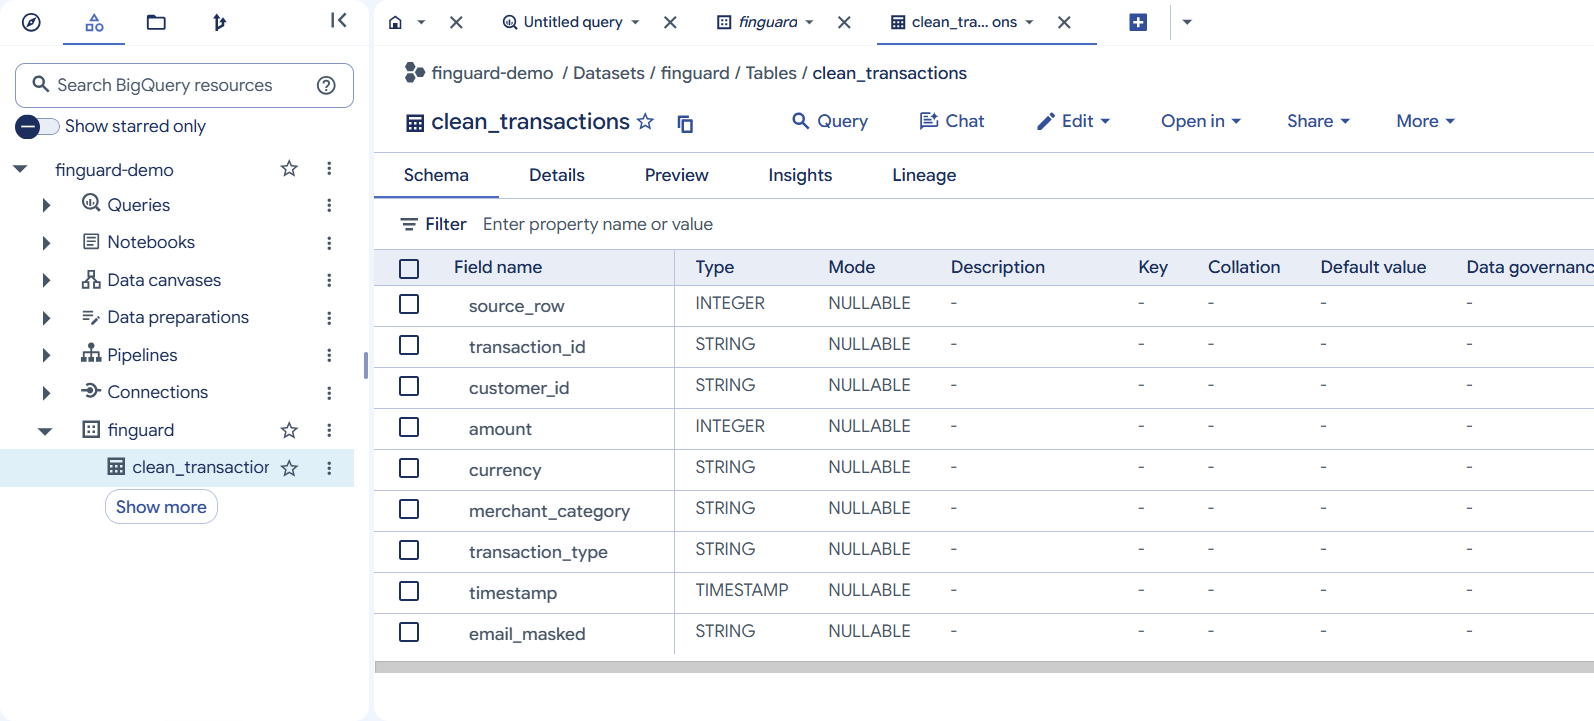 Untitled query
finguard
clean_tra... ons
Search BigQuery resources
Show starred only
finguard-demo
Queries
Notebooks
Data canvases
Data preparations
Pipelines
Connections
finguard
clean_transaction
Show more
finguard-demo / Datasets / finguard / Tables / clean_transactions
clean_transactions
Query Chat Edit Open in Share More
Schema Details Preview Insights Lineage
Filter Enter property name or value
Field name Type Mode Description Key Collation Default value Data governanc
source_row INTEGER NULLABLE - - - - -
transaction_id STRING NULLABLE - - - - -
customer_id STRING NULLABLE - - - - -
amount INTEGER NULLABLE - - - - -
currency STRING NULLABLE - - - - -
merchant_category STRING NULLABLE - - - - -
transaction_type STRING NULLABLE - - - - -
timestamp TIMESTAMP NULLABLE - - - - -
email_masked STRING NULLABLE - - - - -